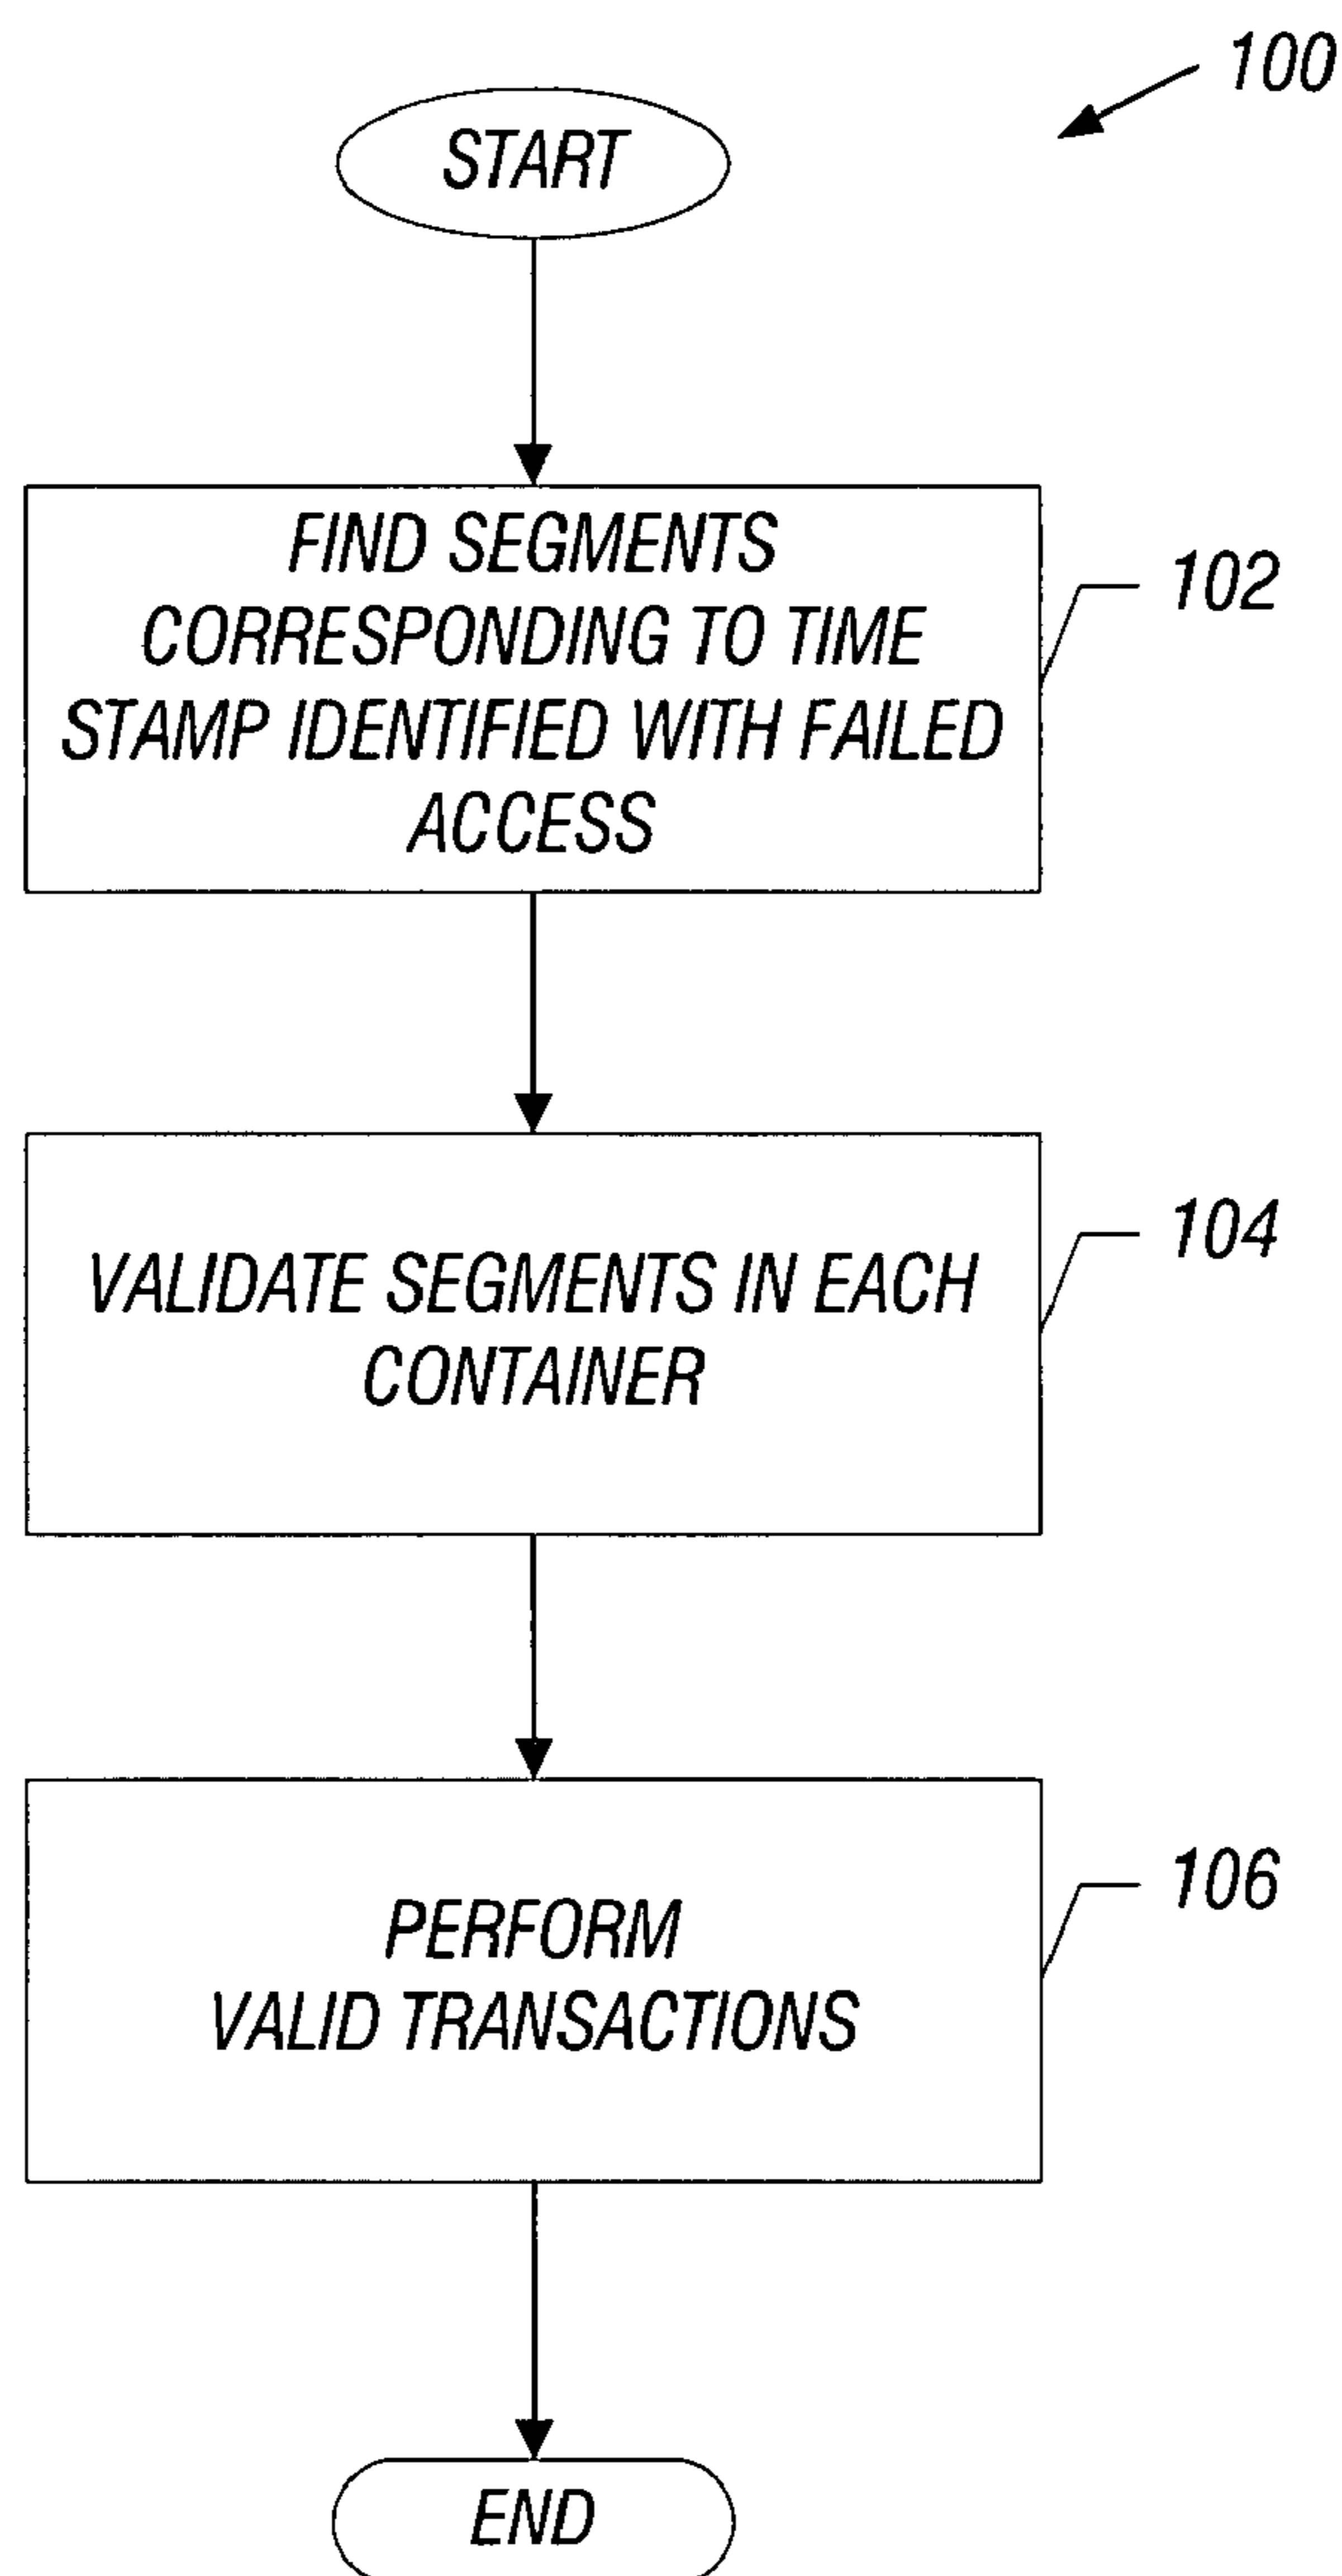 100
START
FIND SEGMENTS
CORRESPONDING TO TIME
STAMP IDENTIFIED WITH FAILED
ACCESS
102
VALIDATE SEGMENTS IN EACH
CONTAINER
104
PERFORM
VALID TRANSACTIONS
106
END